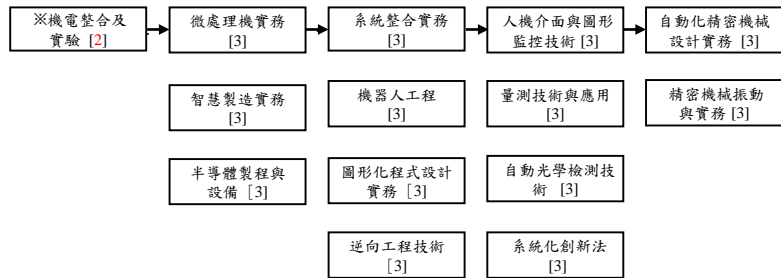 ※機電整合及
實驗 [2]
微處理機實務
[3]
系統整合實務
[3]
人機介面與圖形
監控技術 [3]
自動化精密機械
設計實務 [3]
智慧製造實務
[3]
機器人工程
[3]
量測技術與應用
[3]
精密機械振動
與實務 [3]
半導體製程與
設備 [3]
圖形化程式設計
實務 [3]
自動光學檢測技
術 [3]
逆向工程技術
[3]
系統化創新法
[3]